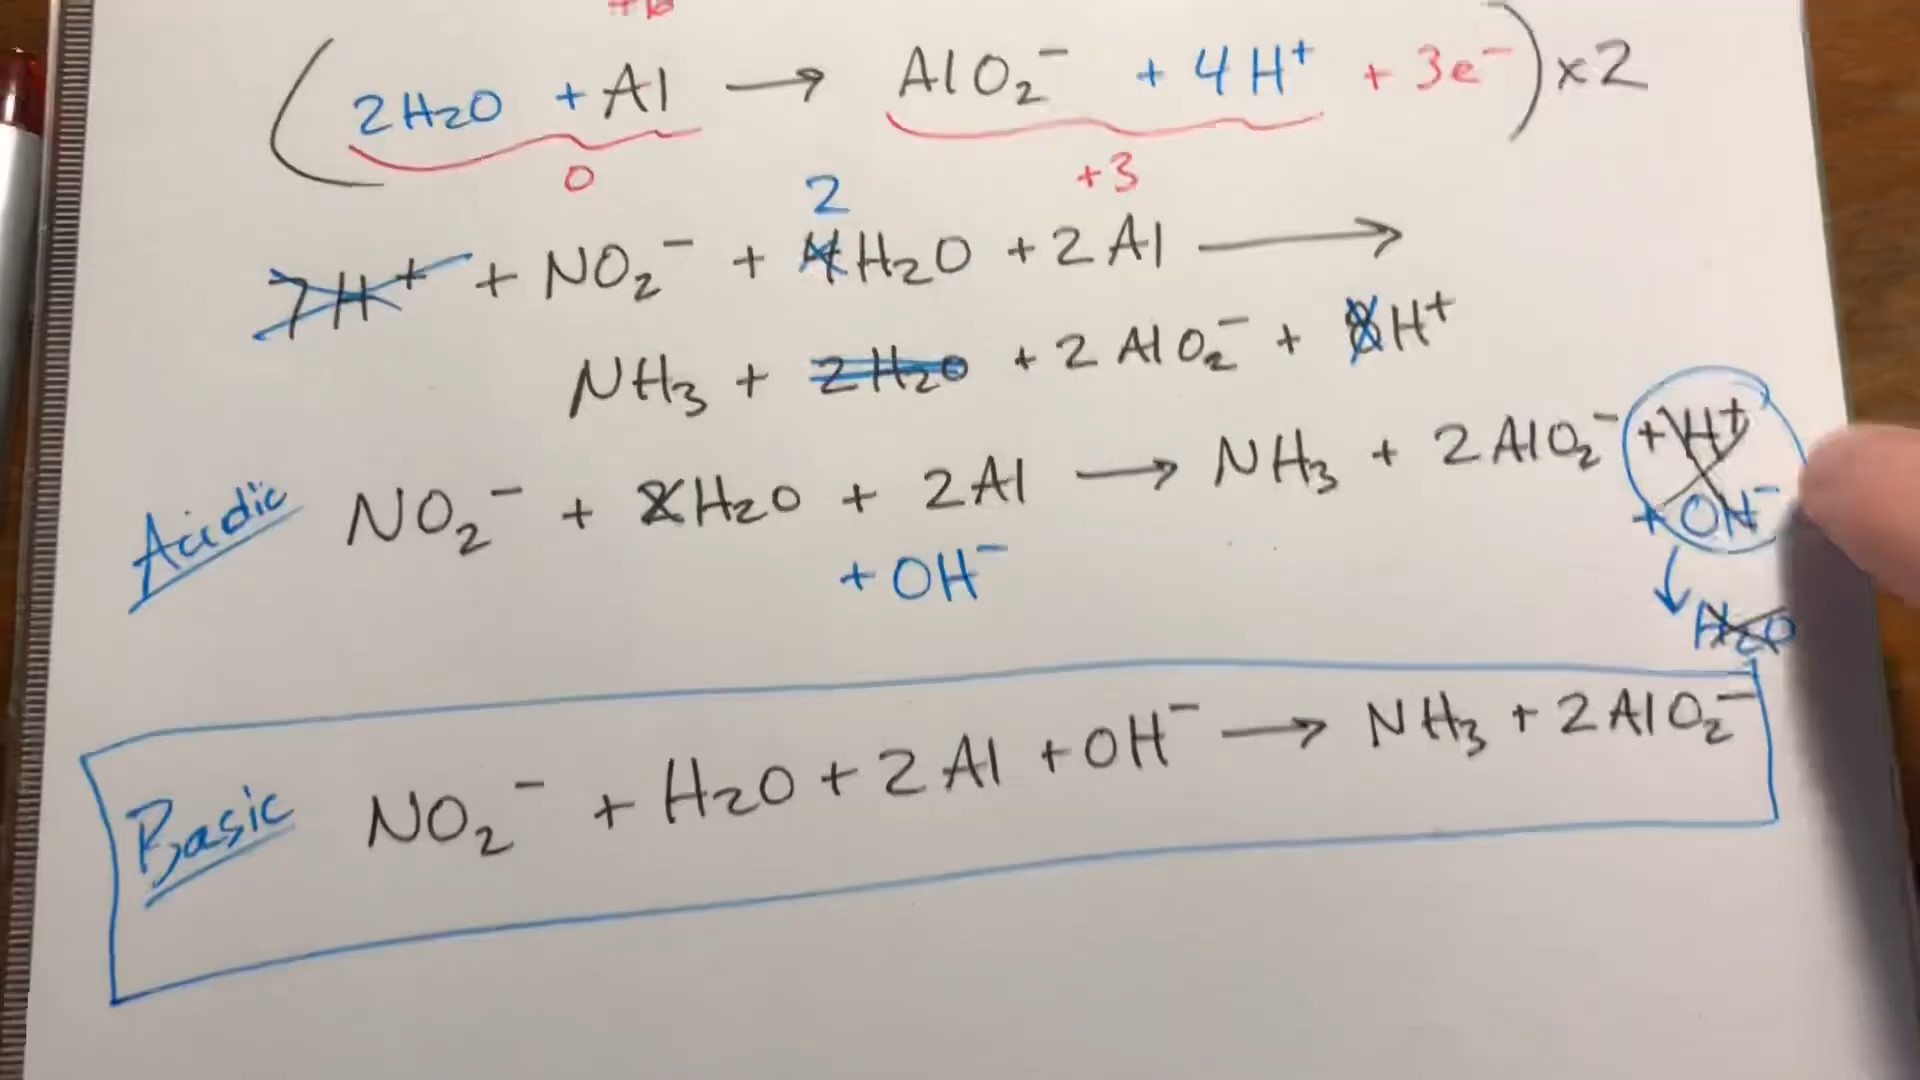 +6
(2H₂O + Al → AlO₂⁻ + 4H⁺ + 3e⁻) x2
0 +3
2
7H⁺ + NO₂⁻ + 4H₂O + 2Al →
NH₃ + 2H₂O + 2AlO₂⁻ + 8H⁺
Acidic NO₂⁻ + 2H₂O + 2Al → NH₃ + 2AlO₂⁻ + H⁺
+ OH⁻ + OH⁻
↓ H₂O
Basic NO₂⁻ + H₂O + 2Al + OH⁻ → NH₃ + 2AlO₂⁻